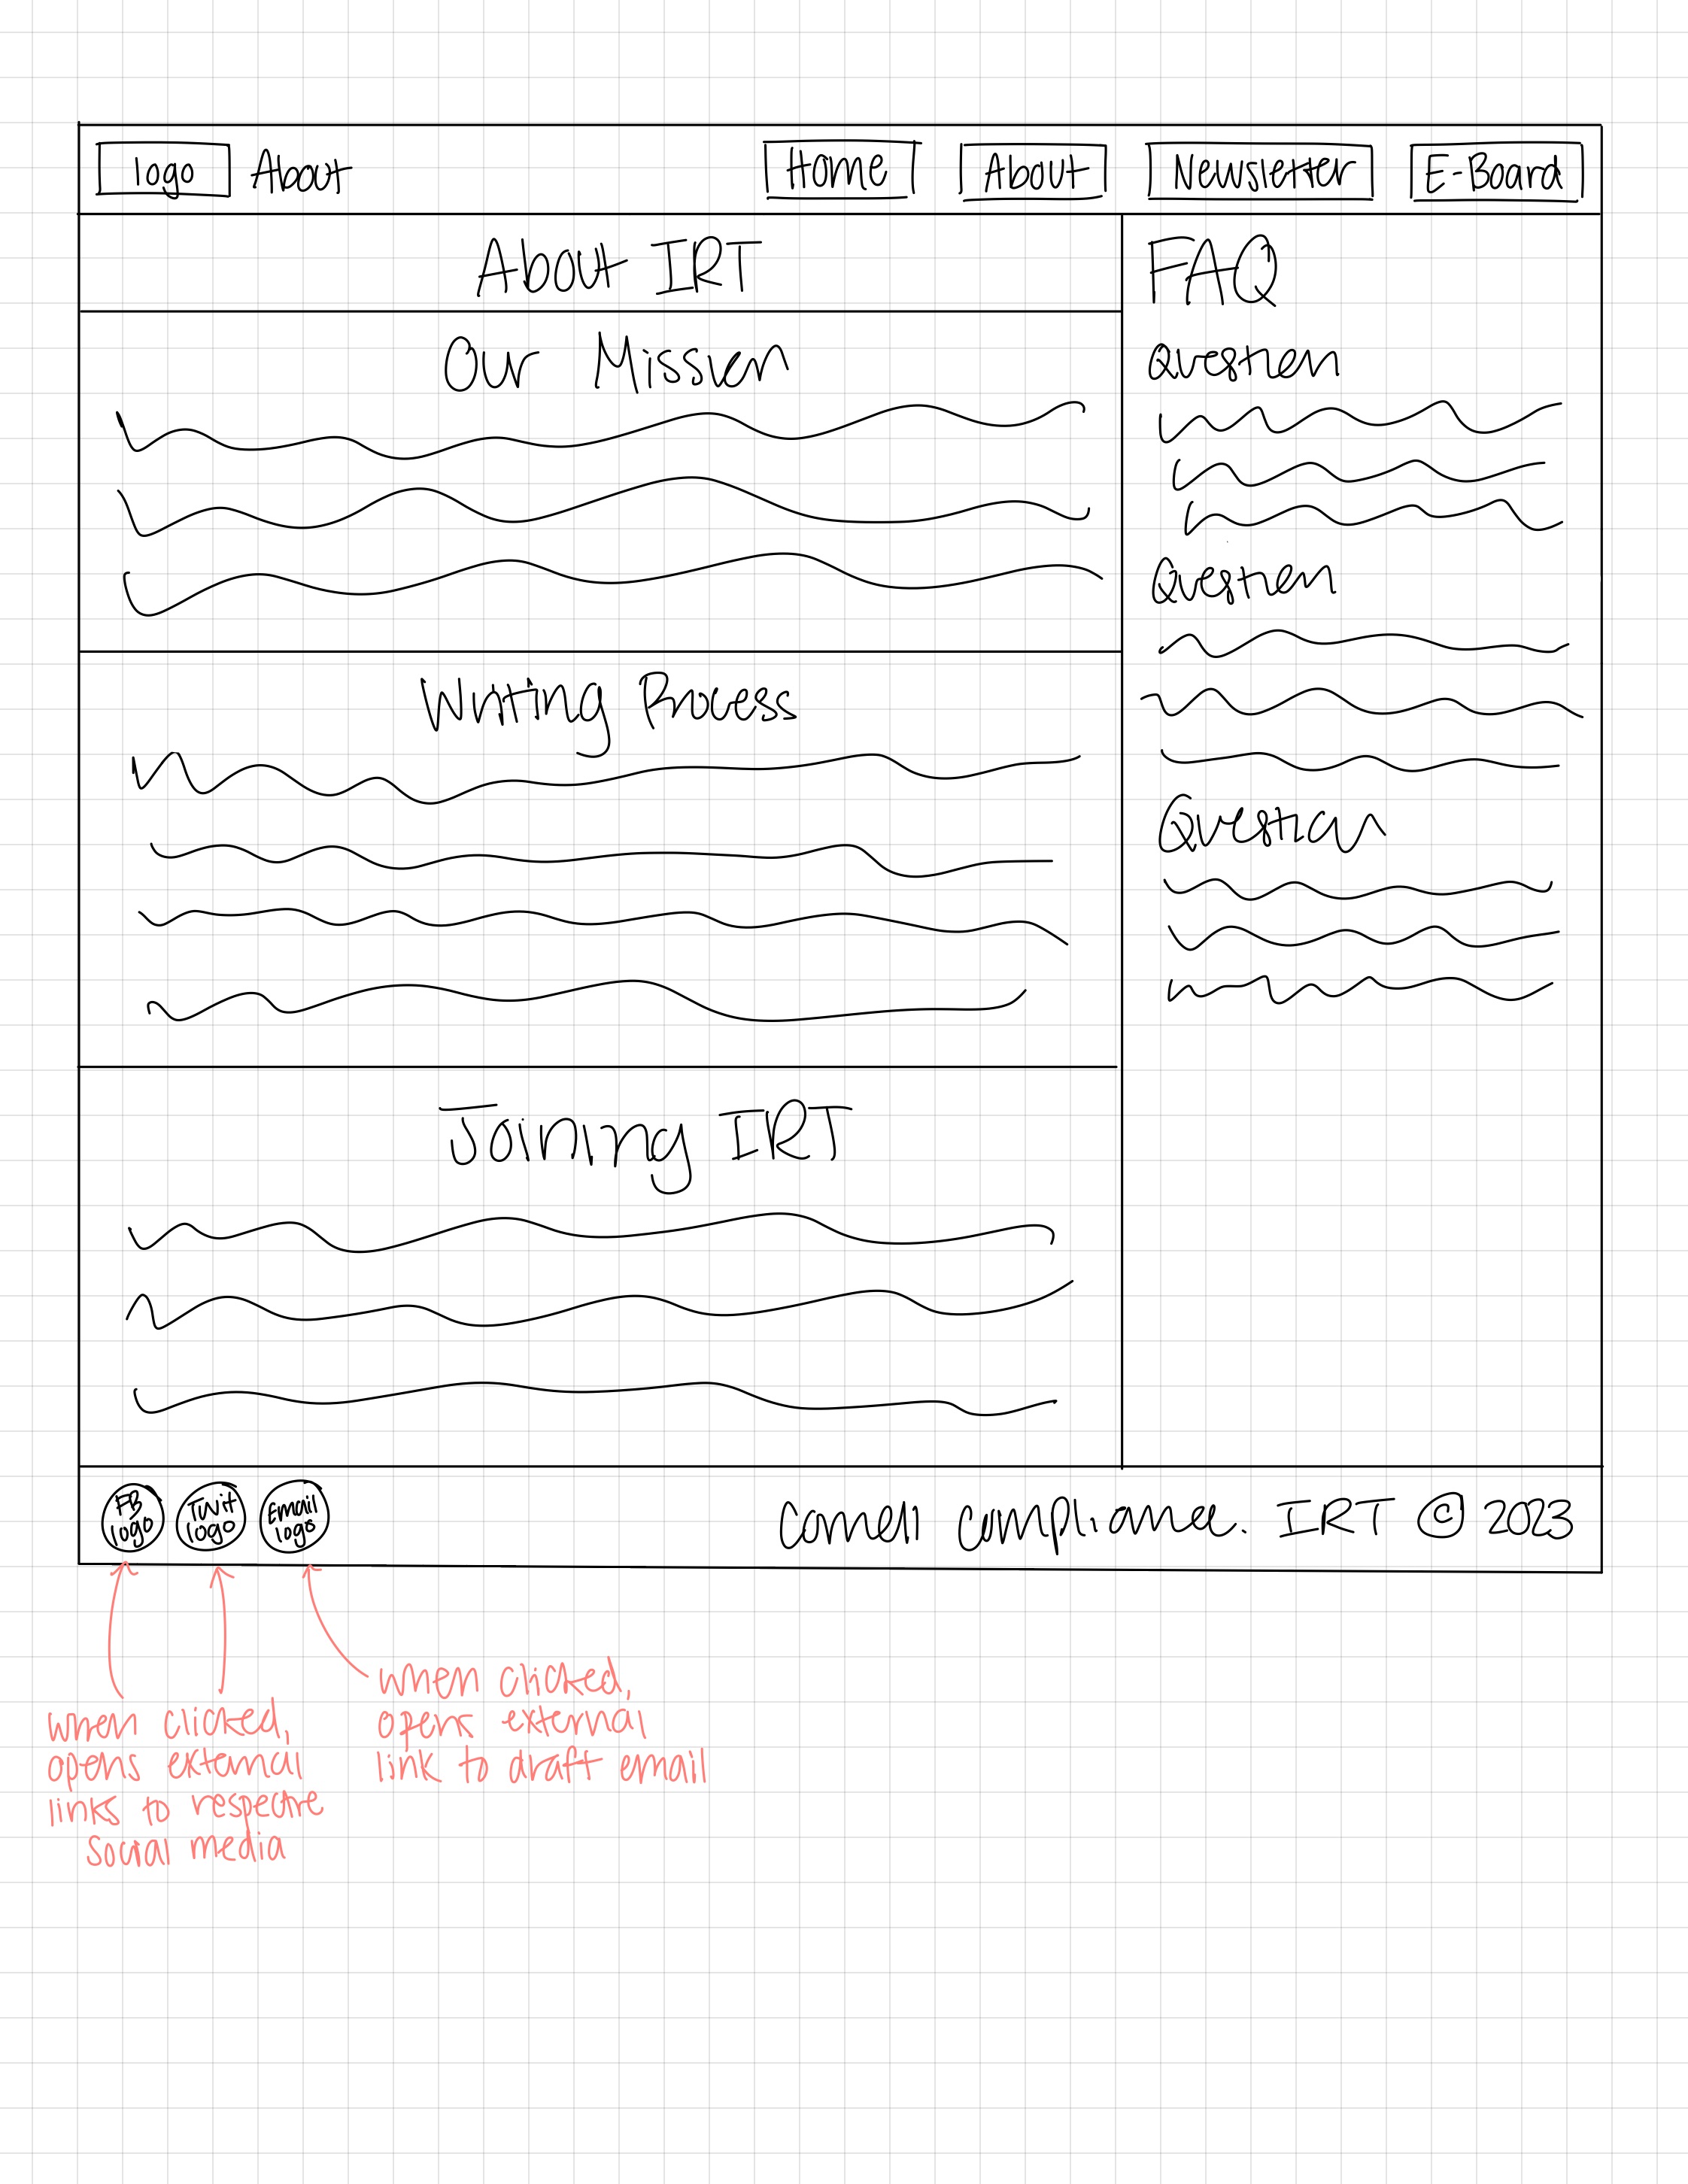 logo About Home About Newsletter E-Board
About IRT
Our Mission
Writing Process
Joining IRT
FAQ
Question
Question
Question
FB
logo
Twit
logo
Email
logo
Cornell Compliance. IRT © 2023
when clicked,
opens external
links to respective
social media
when clicked,
opens external
link to draft email